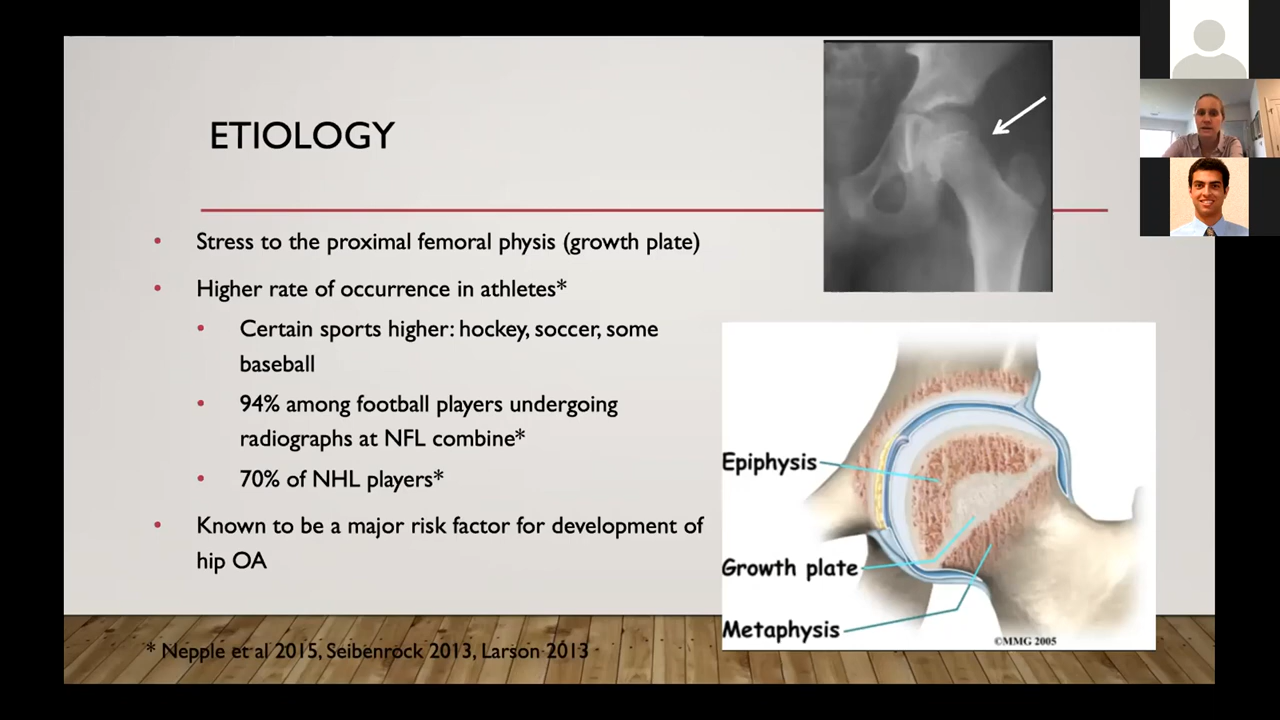 ETIOLOGY
Stress to the proximal femoral physis (growth plate)
Higher rate of occurrence in athletes*
Certain sports higher: hockey, soccer, some
baseball
94% among football players undergoing
radiographs at NFL combine*
70% of NHL players*
Known to be a major risk factor for development of
hip OA
* Nepple et al 2015, Seibenrock 2013, Larson 2013
Epiphysis
Growth plate
Metaphysis
©MMG 2005